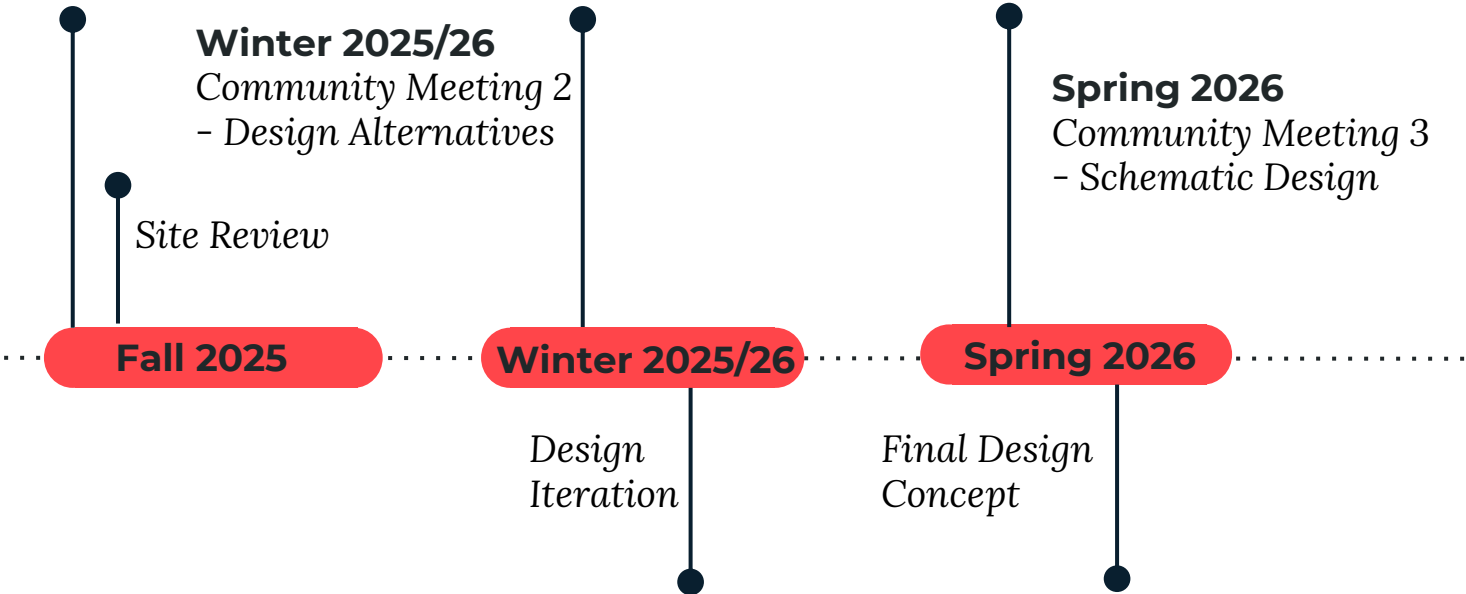 Winter 2025/26
Community Meeting 2
- Design Alternatives
Spring 2026
Community Meeting 3
- Schematic Design
Site Review
Fall 2025
Winter 2025/26
Spring 2026
Design
Iteration
Final Design
Concept